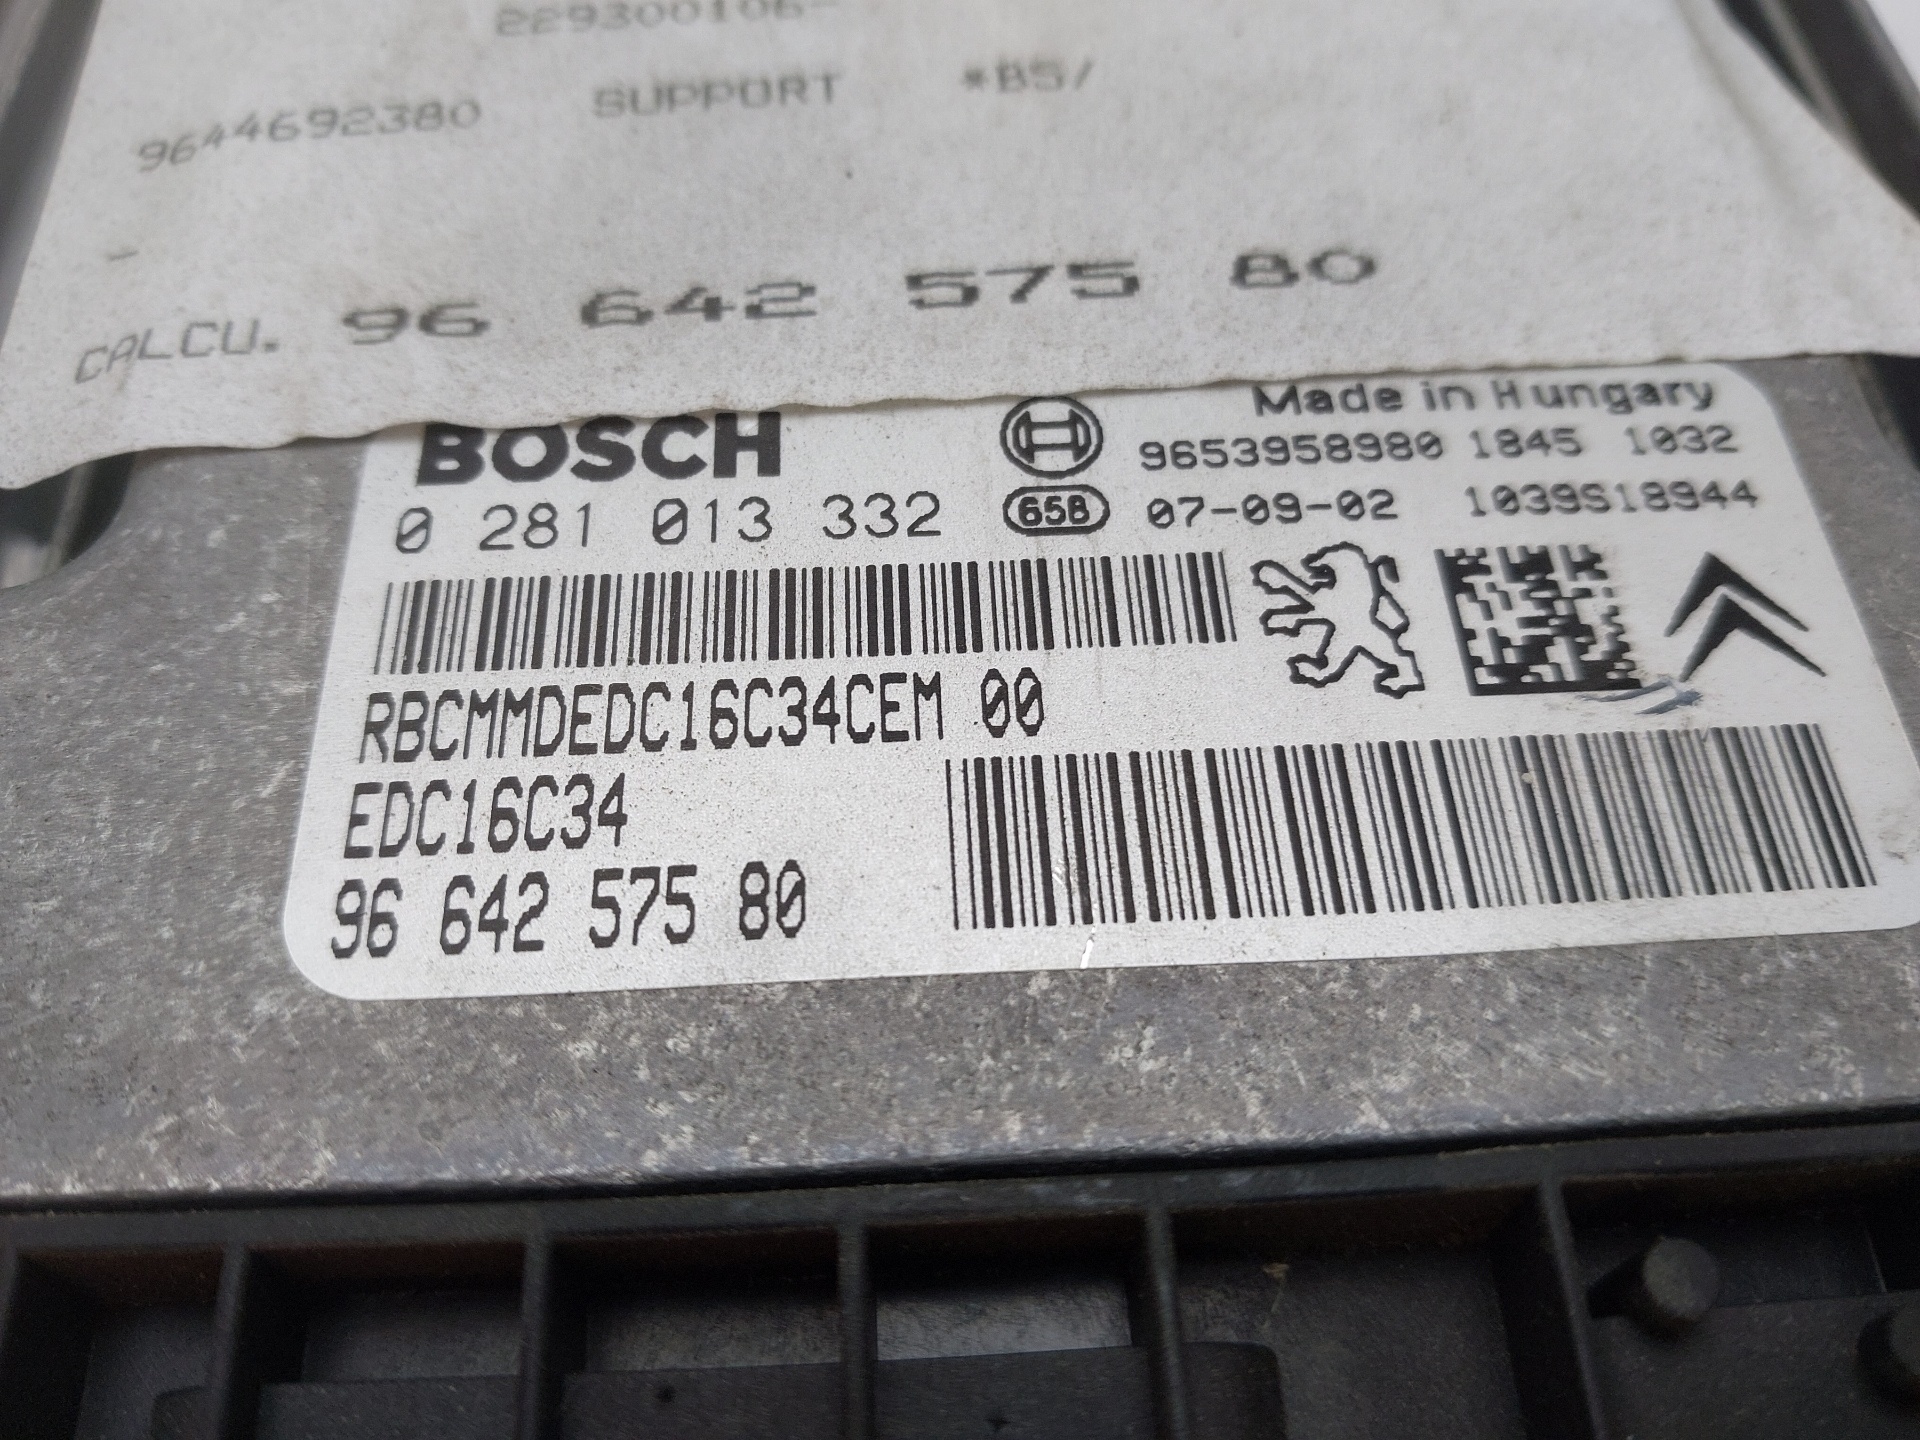 229300106-
9644692380 SUPPORT *B5/
-
CALCU. 96 642 575 80
BOSCH Made in Hungary
9653958980 1845 1032
0 281 013 332 65B 07-09-02 1039S18944
RBCMMDEDC16C34CEM 00
EDC16C34
96 642 575 80